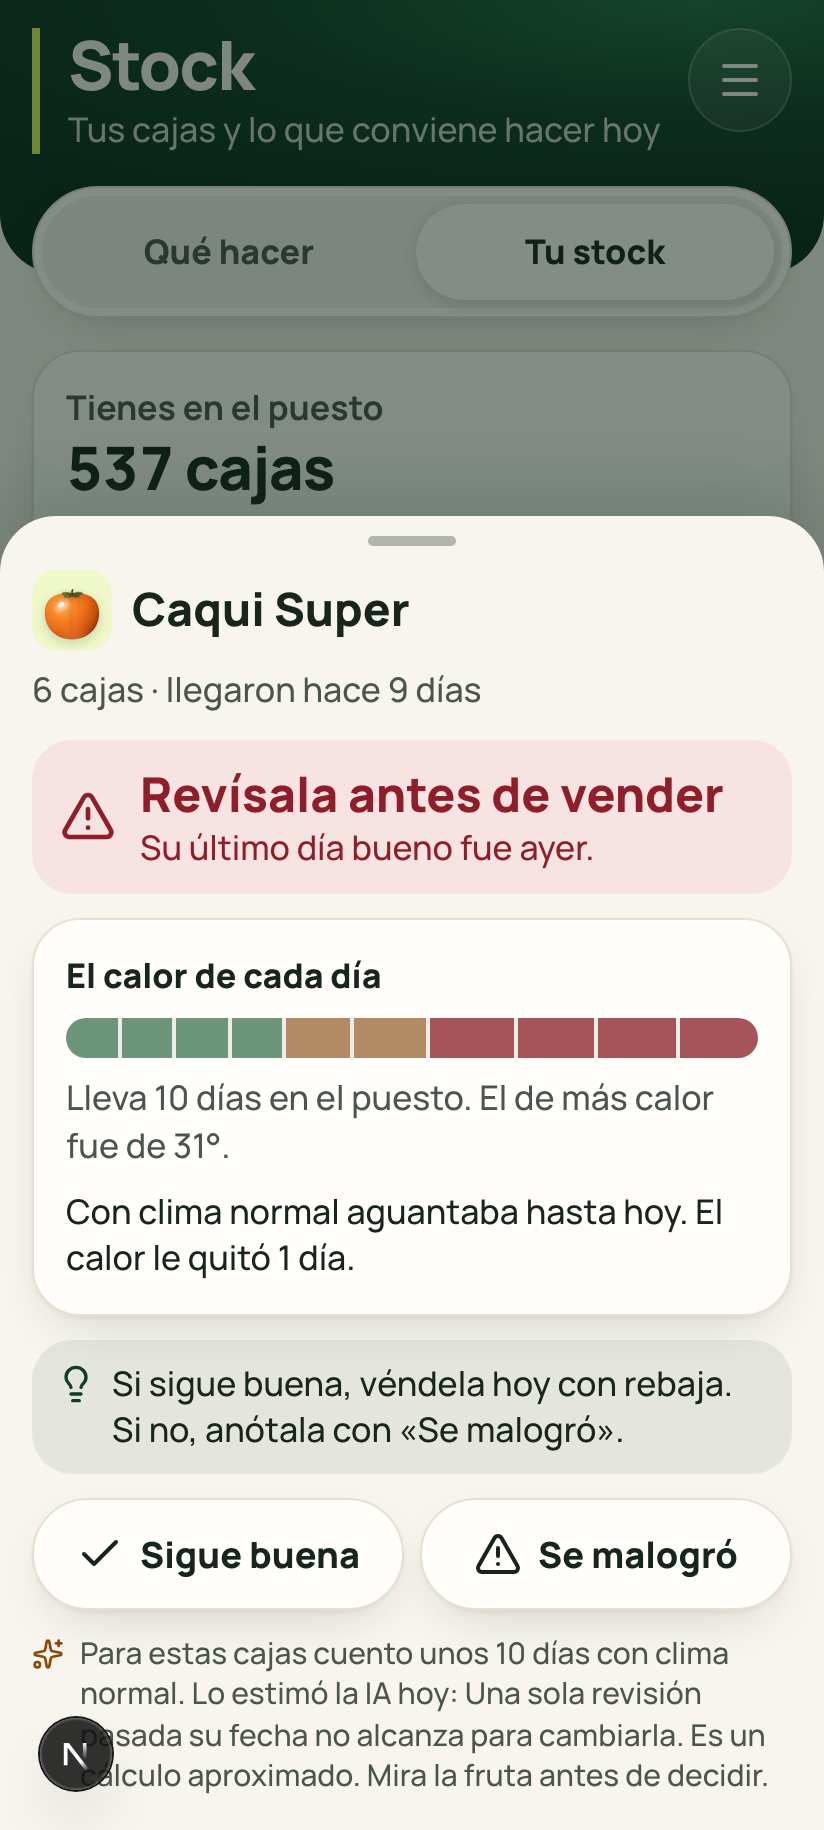 Stock
Tus cajas y lo que conviene hacer hoy
Qué hacer
Tu stock
Tienes en el puesto
537 cajas
Caqui Super
6 cajas · llegaron hace 9 días
Revísala antes de vender
Su último día bueno fue ayer.
El calor de cada día
Lleva 10 días en el puesto. El de más calor
fue de 31°.
Con clima normal aguantaba hasta hoy. El
calor le quitó 1 día.
Si sigue buena, véndela hoy con rebaja.
Si no, anótala con «Se malogró».
Sigue buena
Se malogró
Para estas cajas cuento unos 10 días con clima
normal. Lo estimó la IA hoy: Una sola revisión
pasada su fecha no alcanza para cambiarla. Es un
cálculo aproximado. Mira la fruta antes de decidir.
N